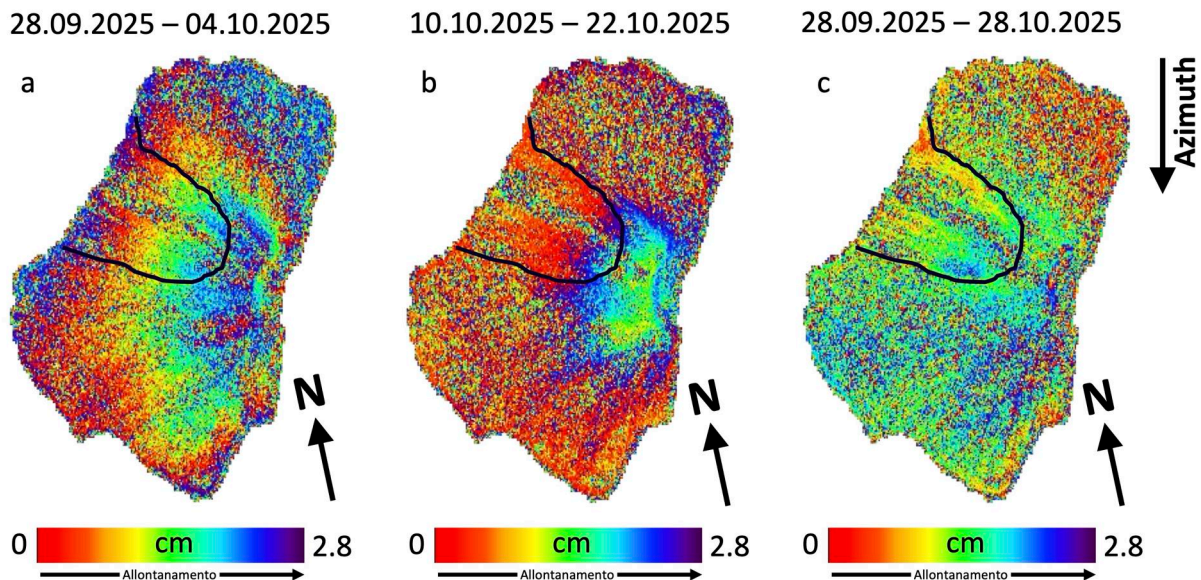 28.09.2025 – 04.10.2025
10.10.2025 – 22.10.2025
28.09.2025 – 28.10.2025
a
b
c
Azimuth
N
N
N
0 cm 2.8
0 cm 2.8
0 cm 2.8
Allontanamento
Allontanamento
Allontanamento